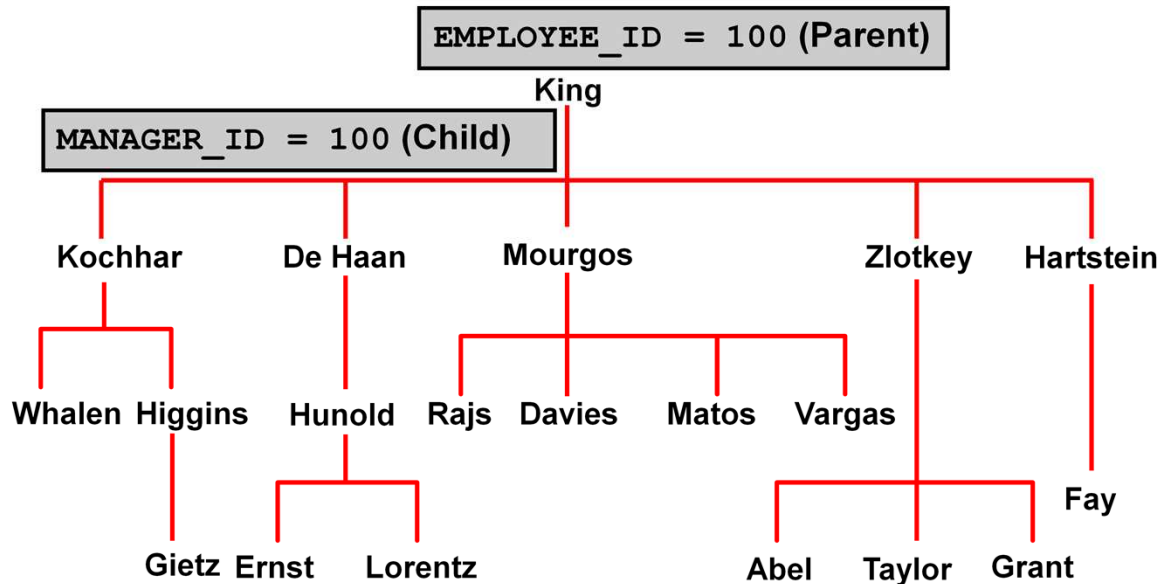 EMPLOYEE_ID = 100 (Parent)
King
MANAGER_ID = 100 (Child)
Kochhar De Haan Mourgos Zlotkey Hartstein
Whalen Higgins Hunold Rajs Davies Matos Vargas
Fay
Gietz Ernst Lorentz Abel Taylor Grant